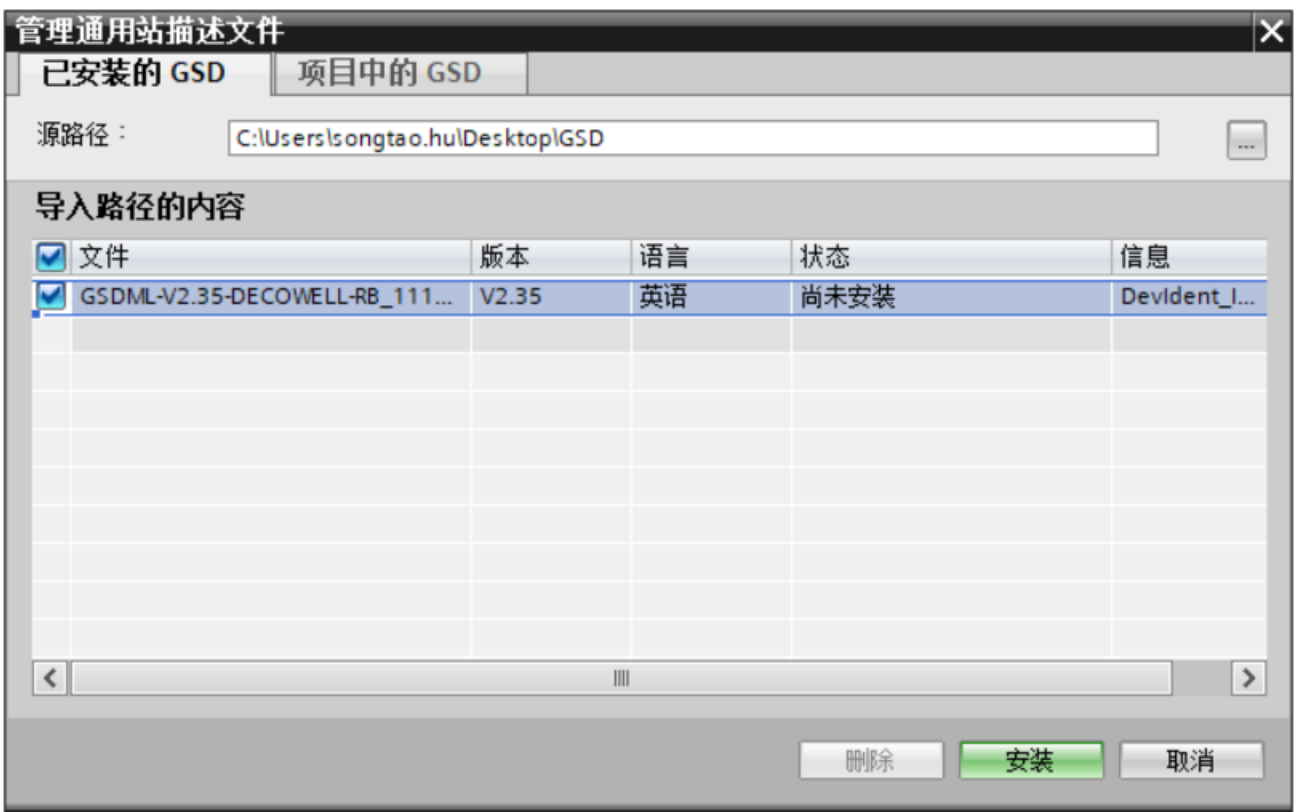 管理通用站描述文件
已安装的 GSD 项目中的 GSD
源路径： C:\Users\songtao.hu\Desktop\GSD ...
导入路径的内容
文件 版本 语言 状态 信息
GSDML-V2.35-DECOWELL-RB_111... V2.35 英语 尚未安装 DevIdent_I...
删除 安装 取消